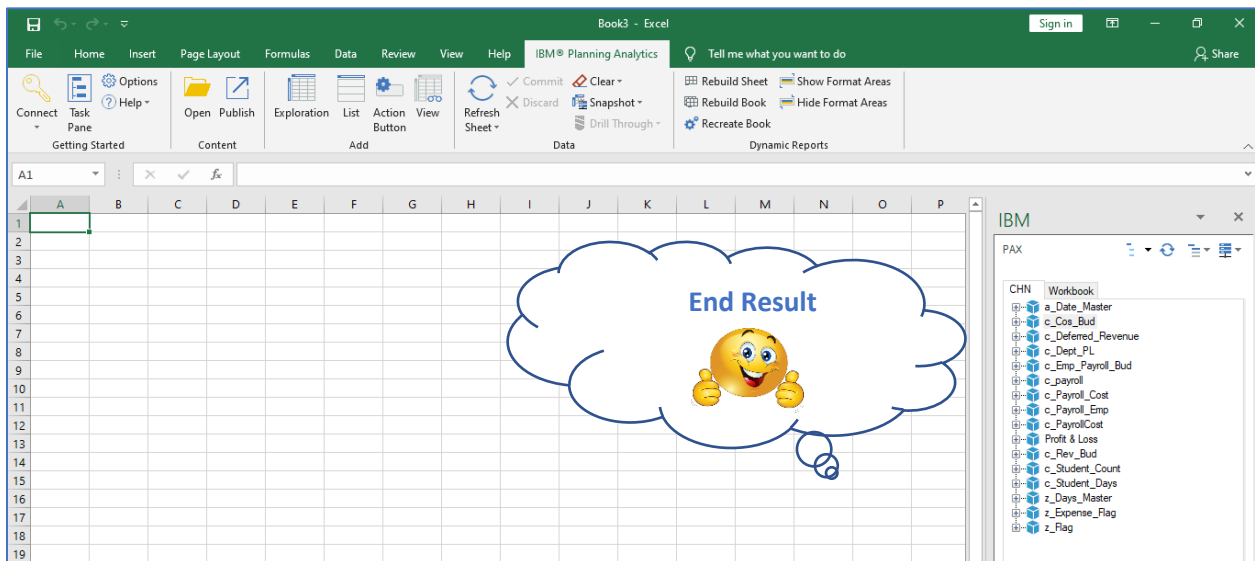 Book3 - Excel
Sign in
File Home Insert Page Layout Formulas Data Review View Help IBM® Planning Analytics Tell me what you want to do Share
Connect Task Pane Options Help Open Publish Exploration List Action Button View Refresh Sheet Commit Discard Clear Snapshot Drill Through Rebuild Sheet Rebuild Book Recreate Book Show Format Areas Hide Format Areas
Getting Started Content Add Data Dynamic Reports
A1 fx
A B C D E F G H I J K L M N O P
1
2
3
4
5
6
7
8
9
10
11
12
13
14
15
16
17
18
19
End Result
IBM
PAX
CHN Workbook
a_Date_Master
c_Cos_Bud
c_Deferred_Revenue
c_Dept_PL
c_Emp_Payroll_Bud
c_payroll
c_Payroll_Cost
c_Payroll_Emp
c_PayrollCost
Profit & Loss
c_Rev_Bud
c_Student_Count
c_Student_Days
z_Days_Master
z_Expense_Flag
z_Flag